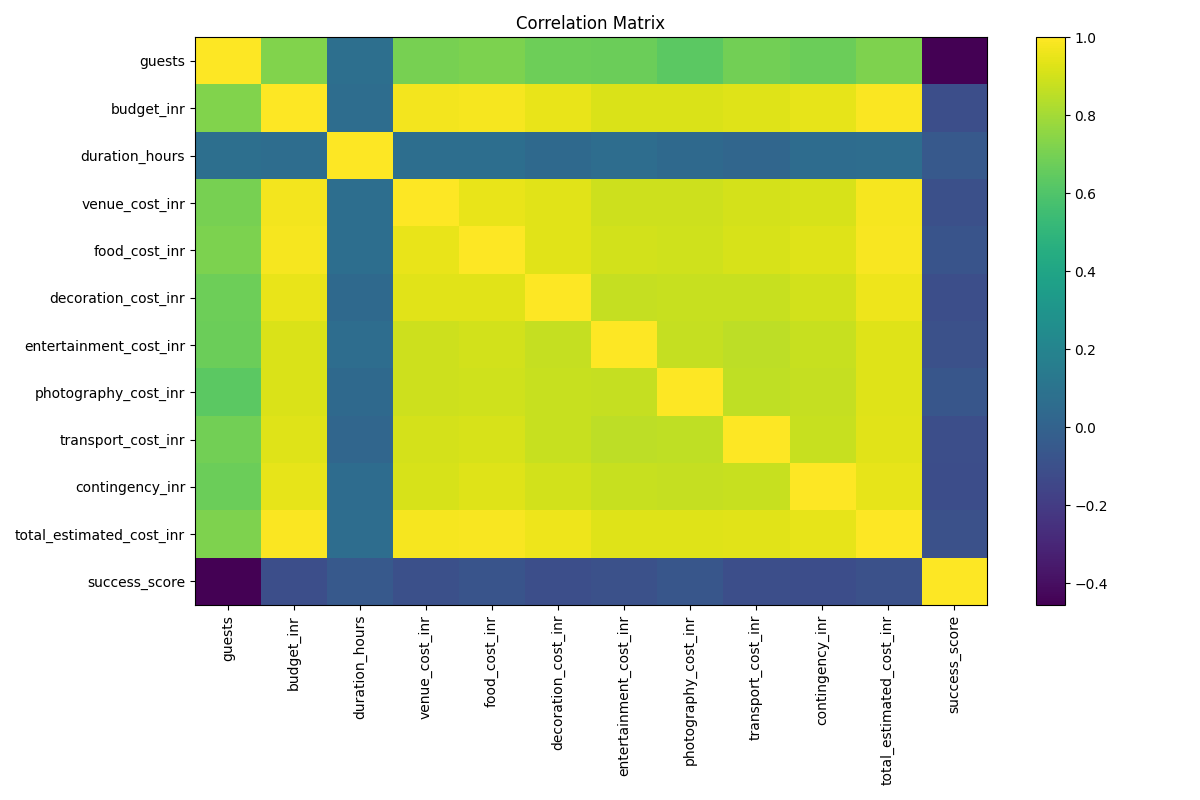 Correlation Matrix
guests
budget_inr
duration_hours
venue_cost_inr
food_cost_inr
decoration_cost_inr
entertainment_cost_inr
photography_cost_inr
transport_cost_inr
contingency_inr
total_estimated_cost_inr
success_score
guests
budget_inr
duration_hours
venue_cost_inr
food_cost_inr
decoration_cost_inr
entertainment_cost_inr
photography_cost_inr
transport_cost_inr
contingency_inr
total_estimated_cost_inr
success_score
1.0
0.8
0.6
0.4
0.2
0.0
−0.2
−0.4